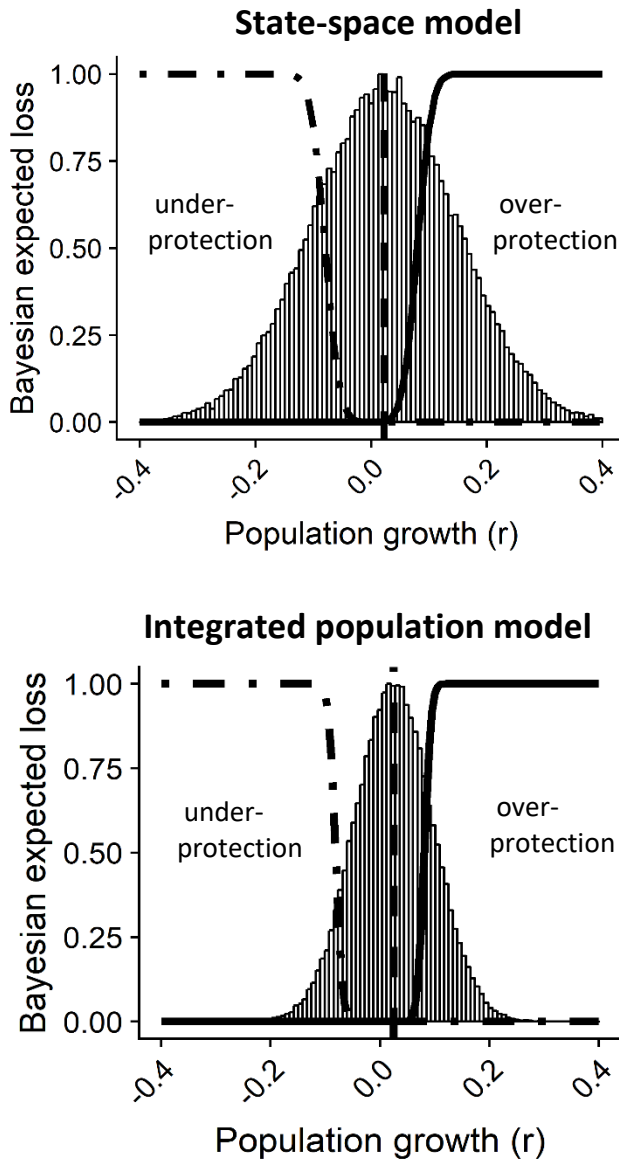 State-space model
Bayesian expected loss
1.00
0.75
0.50
0.25
0.00
under-
protection
over-
protection
-0.4
-0.2
0.0
0.2
0.4
Population growth (r)
Integrated population model
Bayesian expected loss
1.00
0.75
0.50
0.25
0.00
under-
protection
over-
protection
-0.4
-0.2
0.0
0.2
0.4
Population growth (r)